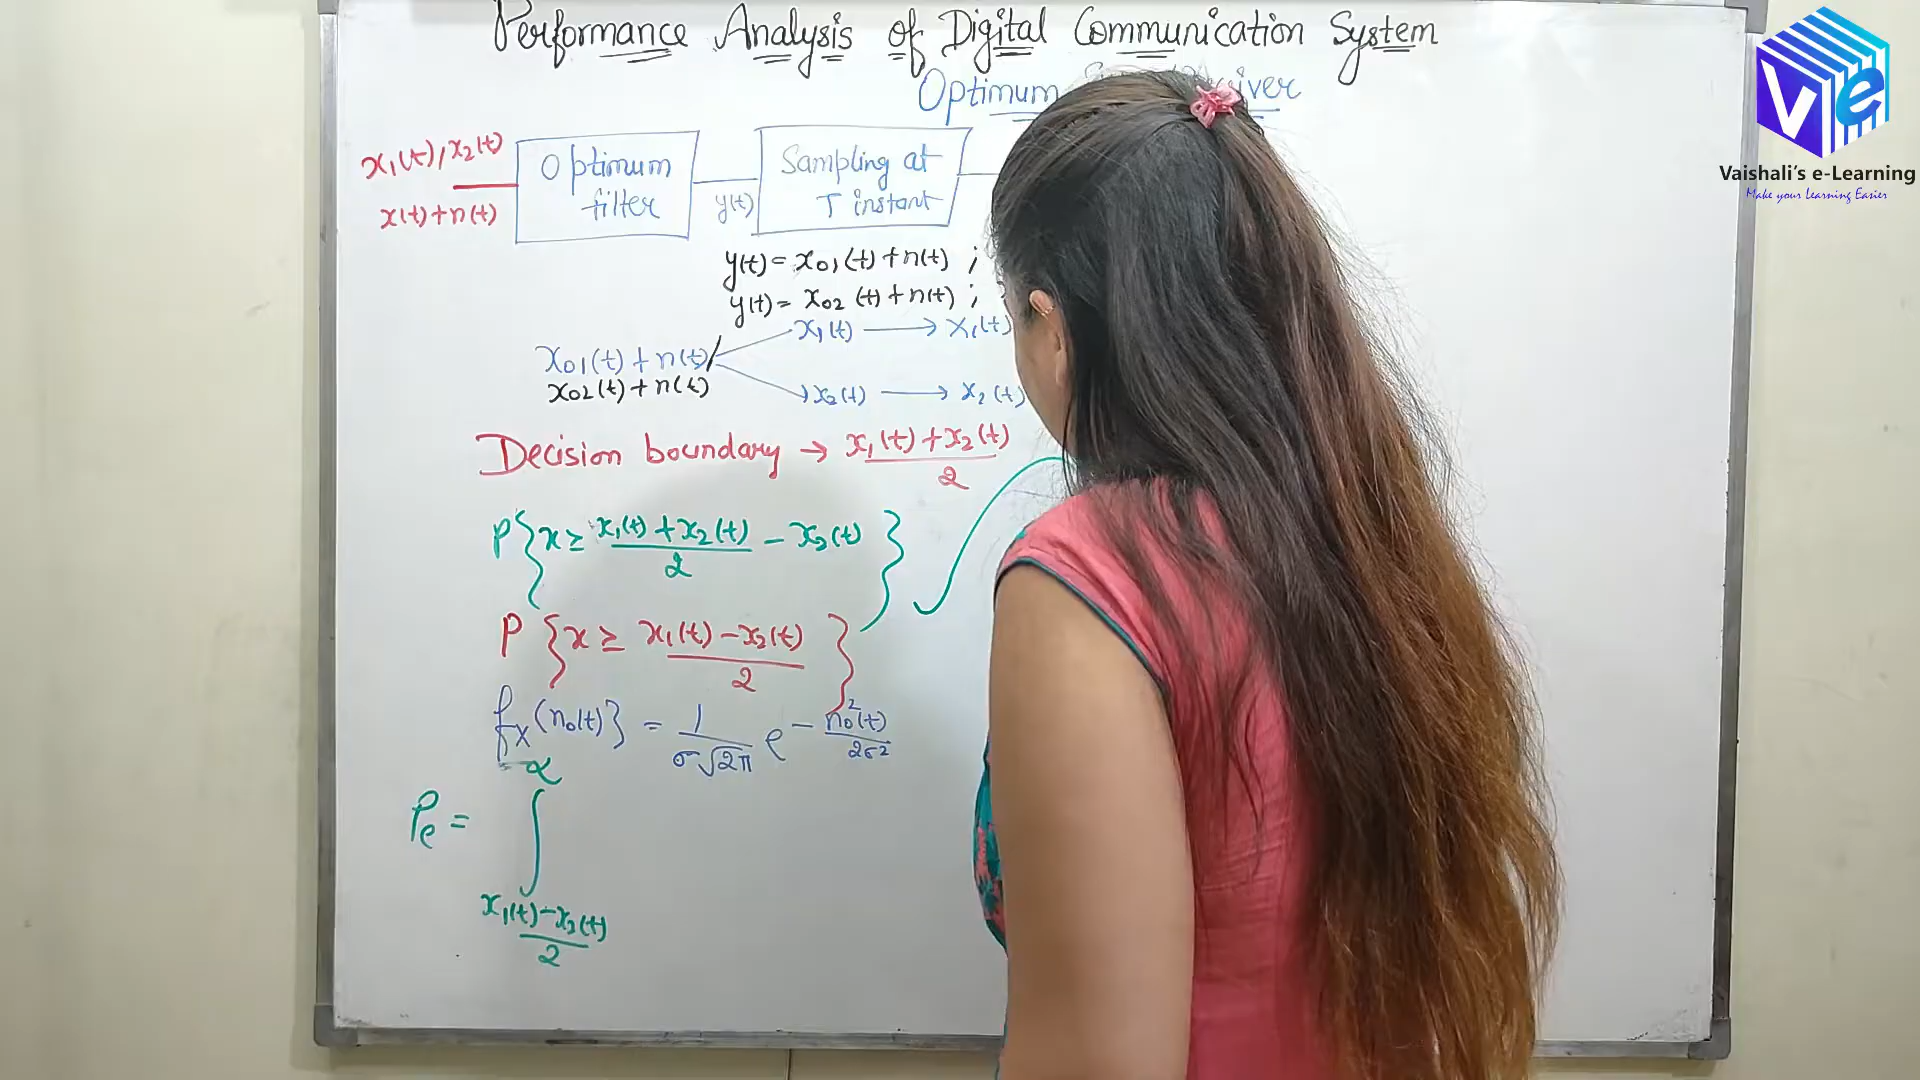 Performance Analysis of Digital Communication System
Optimum
x₁(t), x₂(t)
x(t)+n(t)
Optimum
filter
y(t)
Sampling at
T instant
y(t) = x₀₁(t)+n(t) ;
y(t) = x₀₂(t)+n(t) ;
x₀₁(t)+n(t)/
x₀₂(t)+n(t)
x₁(t) → x₁(t)
→ x₂(t) → x₂(t)
Decision boundary → (x₁(t)+x₂(t))/2
P{x ≥ (x₁(t)+x₂(t))/2 - x₂(t)}
P{x ≥ (x₁(t)-x₂(t))/2}
fₓ(n₀(t)} = 1/(σ√2π) e^-(n₀²(t)/2σ²)
Pₑ = ∫
α
(x₁(t)-x₂(t))/2
Ve
Vaishali's e-Learning
Make your Learning Easier